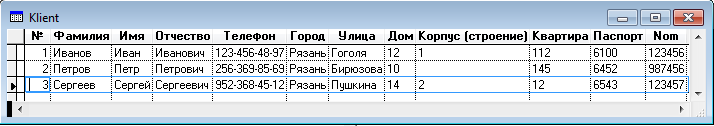 Klient
№ Фамилия Имя Отчество Телефон Город Улица Дом Корпус (строение) Квартира Паспорт Nom
1 Иванов Иван Иванович 123-456-48-97 Рязань Гоголя 12 1 112 6100 123456
2 Петров Петр Петрович 256-369-85-69 Рязань Бирюзова 10 145 6452 987456
3 Сергеев Сергей Сергеевич 952-368-45-12 Рязань Пушкина 14 2 12 6543 123457